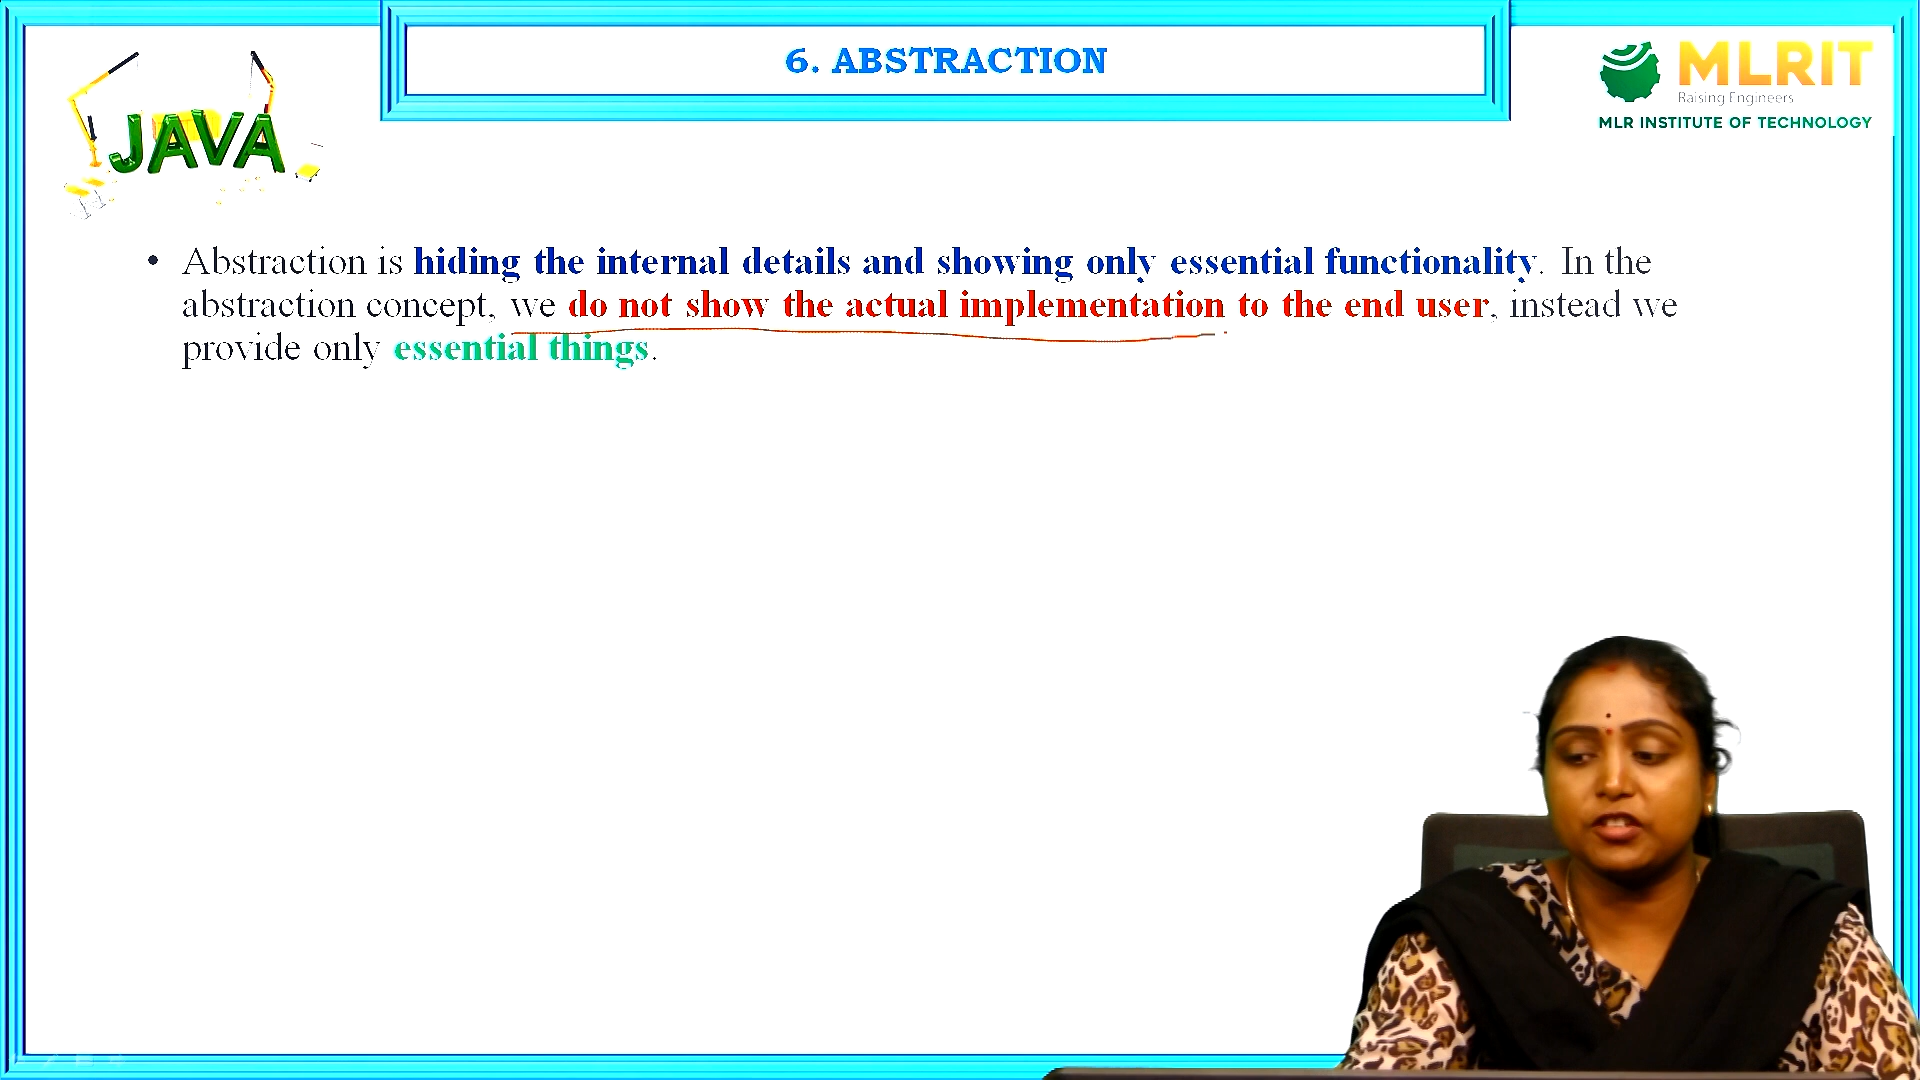 6. ABSTRACTION
JAVA
MLRIT
Raising Engineers
MLR INSTITUTE OF TECHNOLOGY
• Abstraction is hiding the internal details and showing only essential functionality. In the
abstraction concept, we do not show the actual implementation to the end user, instead we
provide only essential things.